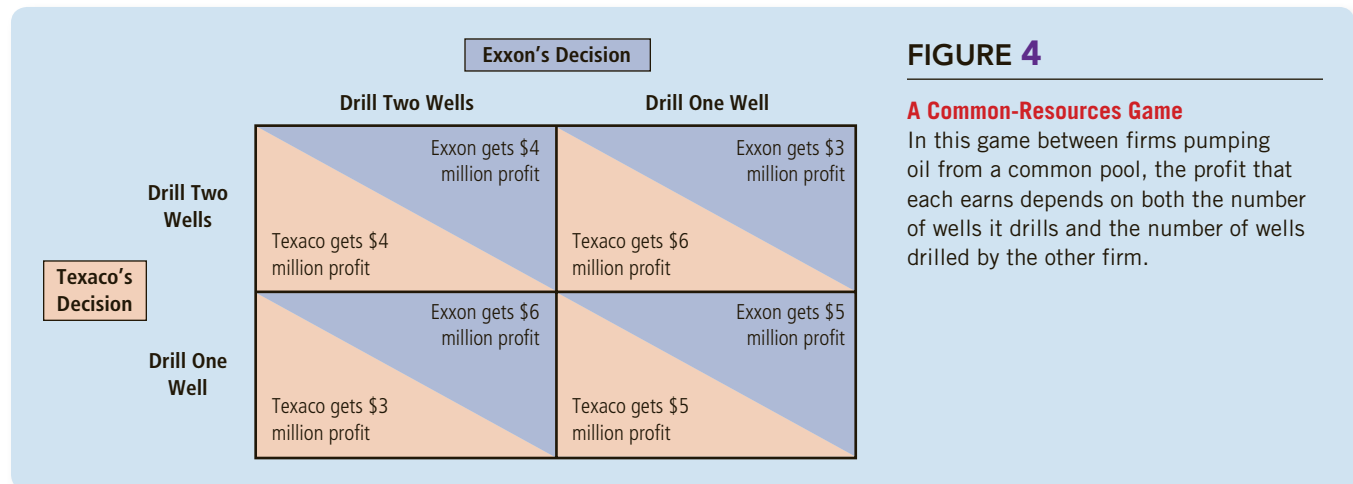 Exxon's Decision
Drill Two Wells
Drill One Well
Texaco's
Decision
Drill Two
Wells
Exxon gets $4
million profit
Texaco gets $4
million profit
Exxon gets $3
million profit
Texaco gets $6
million profit
Drill One
Well
Exxon gets $6
million profit
Texaco gets $3
million profit
Exxon gets $5
million profit
Texaco gets $5
million profit
FIGURE 4
A Common-Resources Game
In this game between firms pumping
oil from a common pool, the profit that
each earns depends on both the number
of wells it drills and the number of wells
drilled by the other firm.